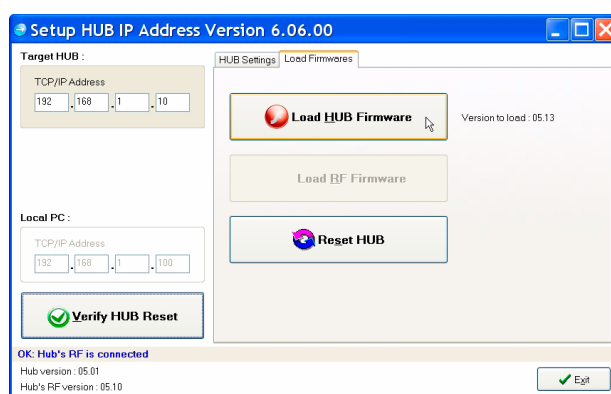 Setup HUB IP Address Version 6.06.00
Target HUB :
TCP/IP Address
192 . 168 . 1 . 10
HUB Settings Load Firmwares
Load HUB Firmware
Version to load : 05.13
Load RF Firmware
Reset HUB
Local PC :
TCP/IP Address
192 . 168 . 1 . 100
Verify HUB Reset
OK: Hub's RF is connected
Hub version : 05.01
Hub's RF version : 05.10
Exit